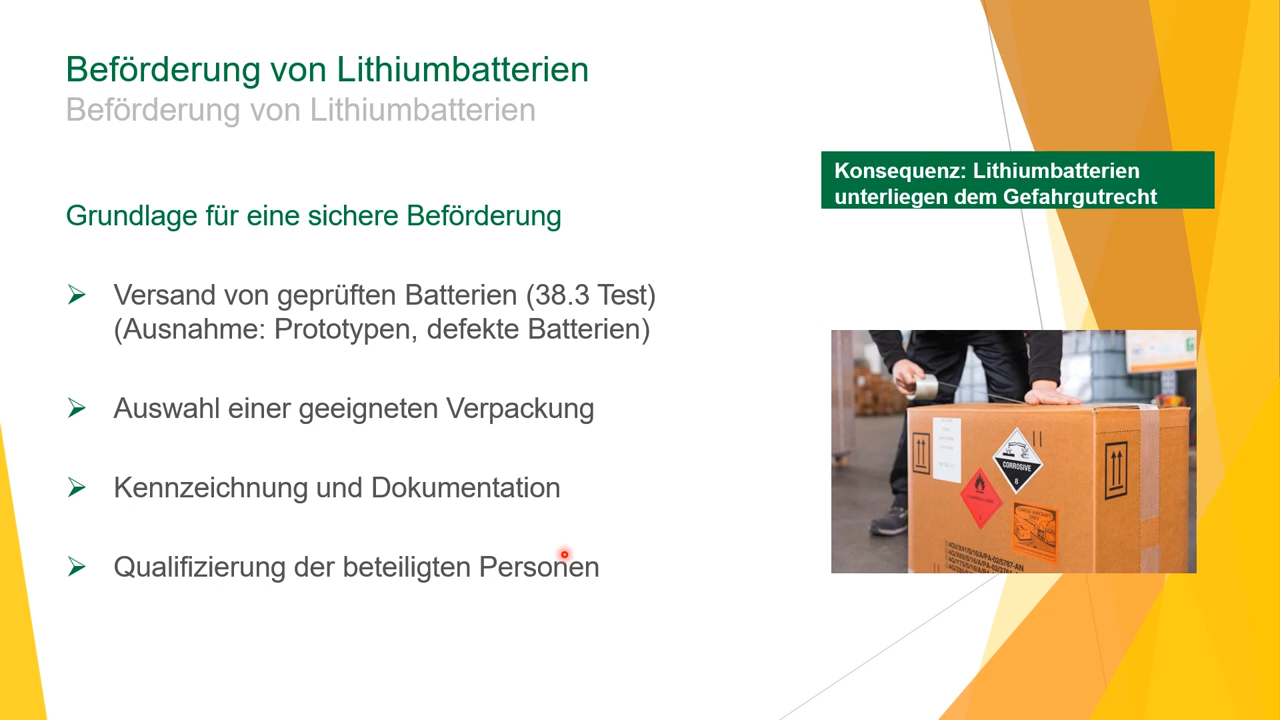 Beförderung von Lithiumbatterien
Beförderung von Lithiumbatterien
Konsequenz: Lithiumbatterien
unterliegen dem Gefahrgutrecht
Grundlage für eine sichere Beförderung
Versand von geprüften Batterien (38.3 Test)
(Ausnahme: Prototypen, defekte Batterien)
Auswahl einer geeigneten Verpackung
Kennzeichnung und Dokumentation
Qualifizierung der beteiligten Personen
CORROSIVE
8